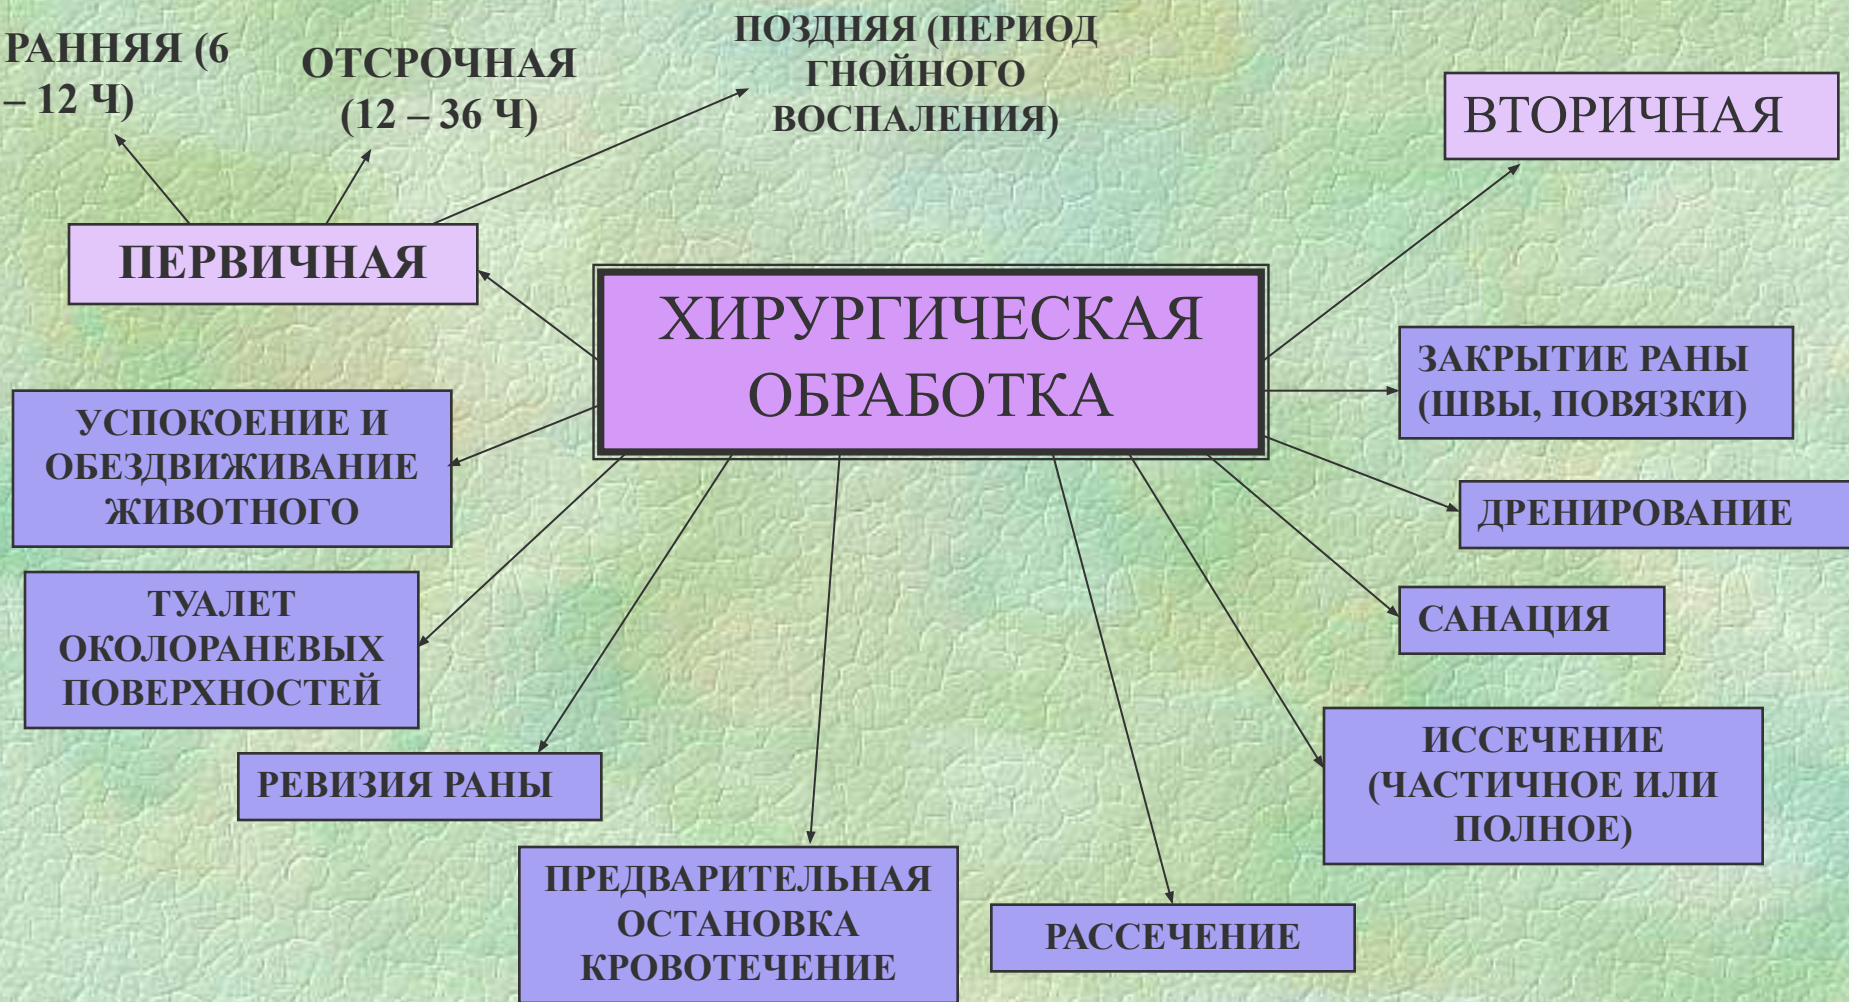 РАННЯЯ (6
– 12 Ч)
ОТСРОЧНАЯ
(12 – 36 Ч)
ПОЗДНЯЯ (ПЕРИОД
ГНОЙНОГО
ВОСПАЛЕНИЯ)
ВТОРИЧНАЯ
ПЕРВИЧНАЯ
ХИРУРГИЧЕСКАЯ
ОБРАБОТКА
ЗАКРЫТИЕ РАНЫ
(ШВЫ, ПОВЯЗКИ)
УСПОКОЕНИЕ И
ОБЕЗДВИЖИВАНИЕ
ЖИВОТНОГО
ДРЕНИРОВАНИЕ
ТУАЛЕТ
ОКОЛОРАНЕВЫХ
ПОВЕРХНОСТЕЙ
САНАЦИЯ
РЕВИЗИЯ РАНЫ
ИССЕЧЕНИЕ
(ЧАСТИЧНОЕ ИЛИ
ПОЛНОЕ)
ПРЕДВАРИТЕЛЬНАЯ
ОСТАНОВКА
КРОВОТЕЧЕНИЕ
РАССЕЧЕНИЕ